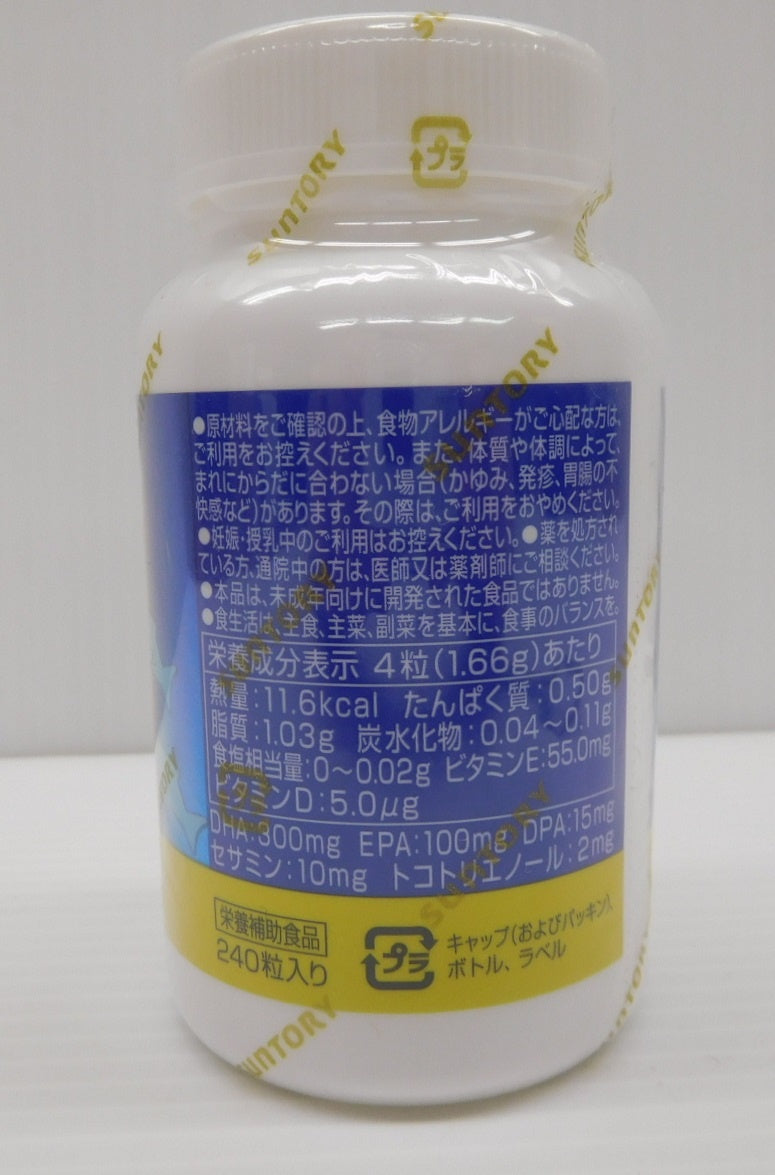 SUNTORY
プラ
SUNTORY
SUNTORY
●原材料をご確認の上、食物アレルギーがご心配な方は、
ご利用をお控えください。また、体質や体調によって、
まれにからだに合わない場合(かゆみ、発疹、胃腸の不
快感など)があります。その際は、ご利用をおやめください。
●妊娠・授乳中のご利用はお控えください。●薬を処方され
ている方、通院中の方は、医師又は薬剤師にご相談ください。
●本品は、未成年向けに開発された食品ではありません。
●食生活は、主食、主菜、副菜を基本に、食事のバランスを。
栄養成分表示 4粒(1.66g)あたり
熱量:11.6kcal たんぱく質:0.50g
脂質:1.03g 炭水化物:0.04～0.11g
食塩相当量:0～0.02g ビタミンE:55.0mg
ビタミンD:5.0μg
DHA:300mg EPA:100mg DPA:15mg
セサミン:10mg トコトリエノール:2mg
SUNTORY
SUNTORY
栄養補助食品
240粒入り
プラ
キャップ(およびパッキン)、
ボトル、ラベル
SUNTORY